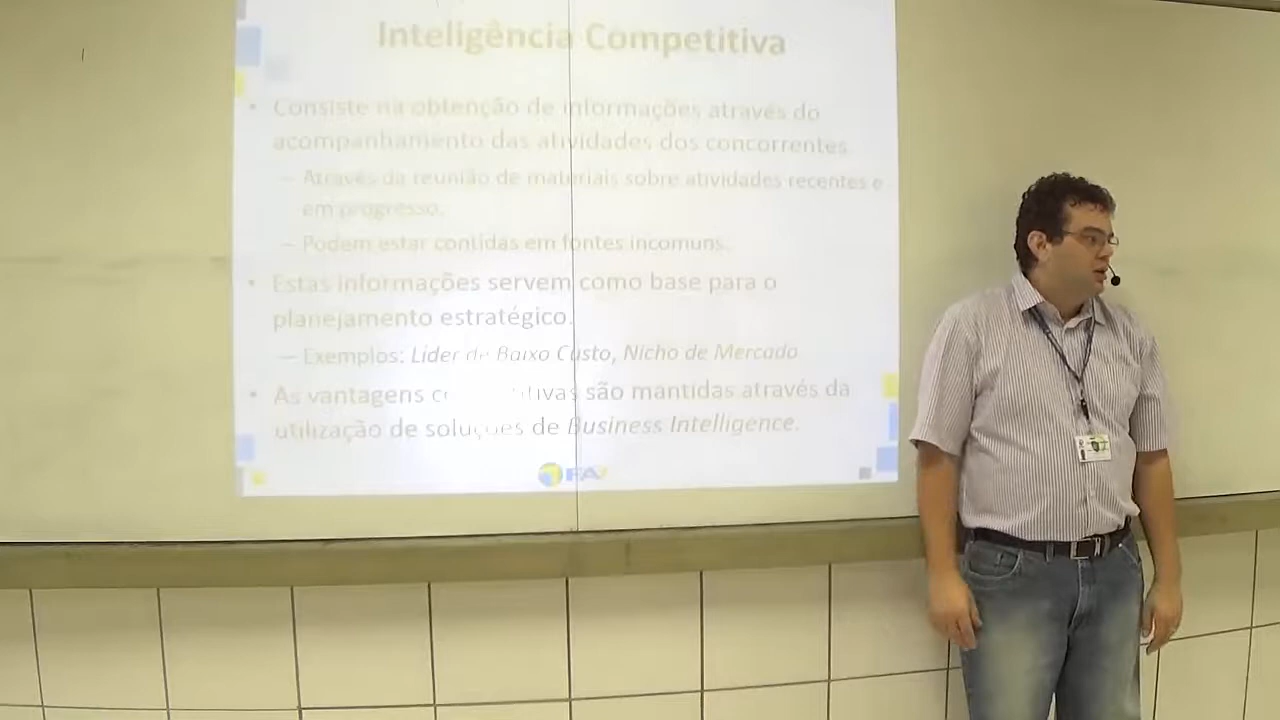 Inteligência Competitiva
• Consiste na obtenção de informações através do
acompanhamento das atividades dos concorrentes
– Através da reunião de materiais sobre atividades recentes e
em progresso.
– Podem estar contidas em fontes incomuns.
• Estas informações servem como base para o
planejamento estratégico.
– Exemplos: Líder de Baixo Custo, Nicho de Mercado
• As vantagens são mantidas através da
utilização de soluções de Business Intelligence.
FA7